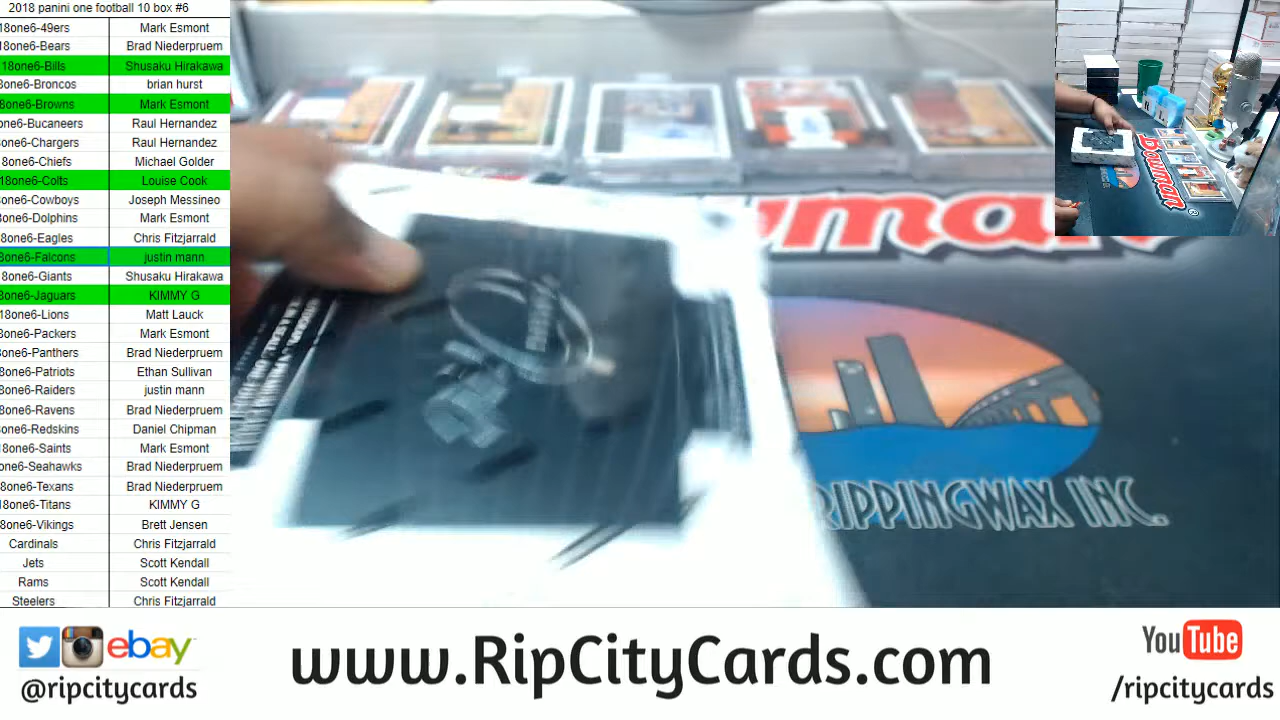 2018 panini one football 10 box #6
18one6-49ers Mark Esmont
18one6-Bears Brad Niederpruem
18one6-Bills Shusaku Hirakawa
8one6-Broncos brian hurst
8one6-Browns Mark Esmont
one6-Bucaneers Raul Hernandez
one6-Chargers Raul Hernandez
8one6-Chiefs Michael Golder
18one6-Colts Louise Cook
8one6-Cowboys Joseph Messineo
8one6-Dolphins Mark Esmont
8one6-Eagles Chris Fitzjarrald
8one6-Falcons justin mann
8one6-Giants Shusaku Hirakawa
8one6-Jaguars KIMMY G
18one6-Lions Matt Lauck
8one6-Packers Mark Esmont
8one6-Panthers Brad Niederpruem
8one6-Patriots Ethan Sullivan
8one6-Raiders justin mann
8one6-Ravens Brad Niederpruem
8one6-Redskins Daniel Chipman
18one6-Saints Mark Esmont
one6-Seahawks Brad Niederpruem
8one6-Texans Brad Niederpruem
18one6-Titans KIMMY G
8one6-Vikings Brett Jensen
Cardinals Chris Fitzjarrald
Jets Scott Kendall
Rams Scott Kendall
Steelers Chris Fitzjarrald
Bowman
RIPPINGWAX INC.
ebay
@ripcitycards
www.RipCityCards.com
YouTube
/ripcitycards